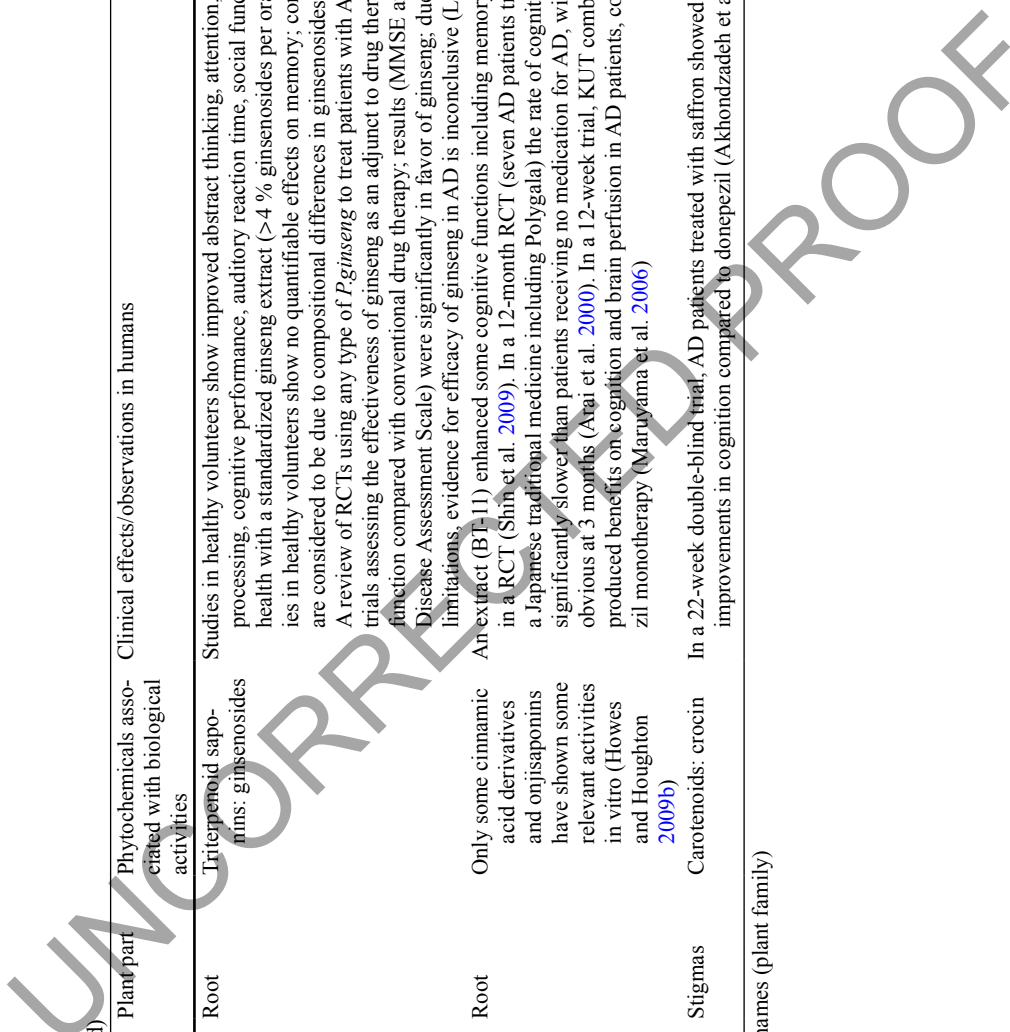 d)
Plant part
Phytochemicals asso-
ciated with biological
activities
Clinical effects/observations in humans
Root
Triterpenoid sapo-
nins: ginsenosides
Studies in healthy volunteers show improved abstract thinking, attention,
processing, cognitive performance, auditory reaction time, social
health with a standardized ginseng extract (>4 % ginsenosides per
ies in healthy volunteers show no quantifiable effects on memory;
are considered to be due to compositional differences in ginsenosides
A review of RCTs using any type of P.ginseng to treat patients with
trials assessing the effectiveness of ginseng as an adjunct to drug
function compared with conventional drug therapy; results (MMSE
Disease Assessment Scale) were significantly in favor of ginseng;
limitations, evidence for efficacy of ginseng in AD is inconclusive
Root
Only some cinnamic
acid derivatives
and onjisaponins
have shown some
relevant activities
in vitro (Howes
and Houghton
2009b)
An extract (BT-11) enhanced some cognitive functions including memory
in a RCT (Shin et al. 2009). In a 12-month RCT (seven AD patients
a Japanese traditional medicine including Polygala) the rate of
significantly slower than patients receiving no medication for AD,
obvious at 3 months (Arai et al. 2000). In a 12-week trial, KUT
produced benefits on cognition and brain perfusion in AD patients,
zil monotherapy (Maruyama et al. 2006)
Stigmas
Carotenoids: crocin
In a 22-week double-blind trial, AD patients treated with saffron showed
improvements in cognition compared to donepezil (Akhondzadeh et
names (plant family)
UNCORRECTED PROOF